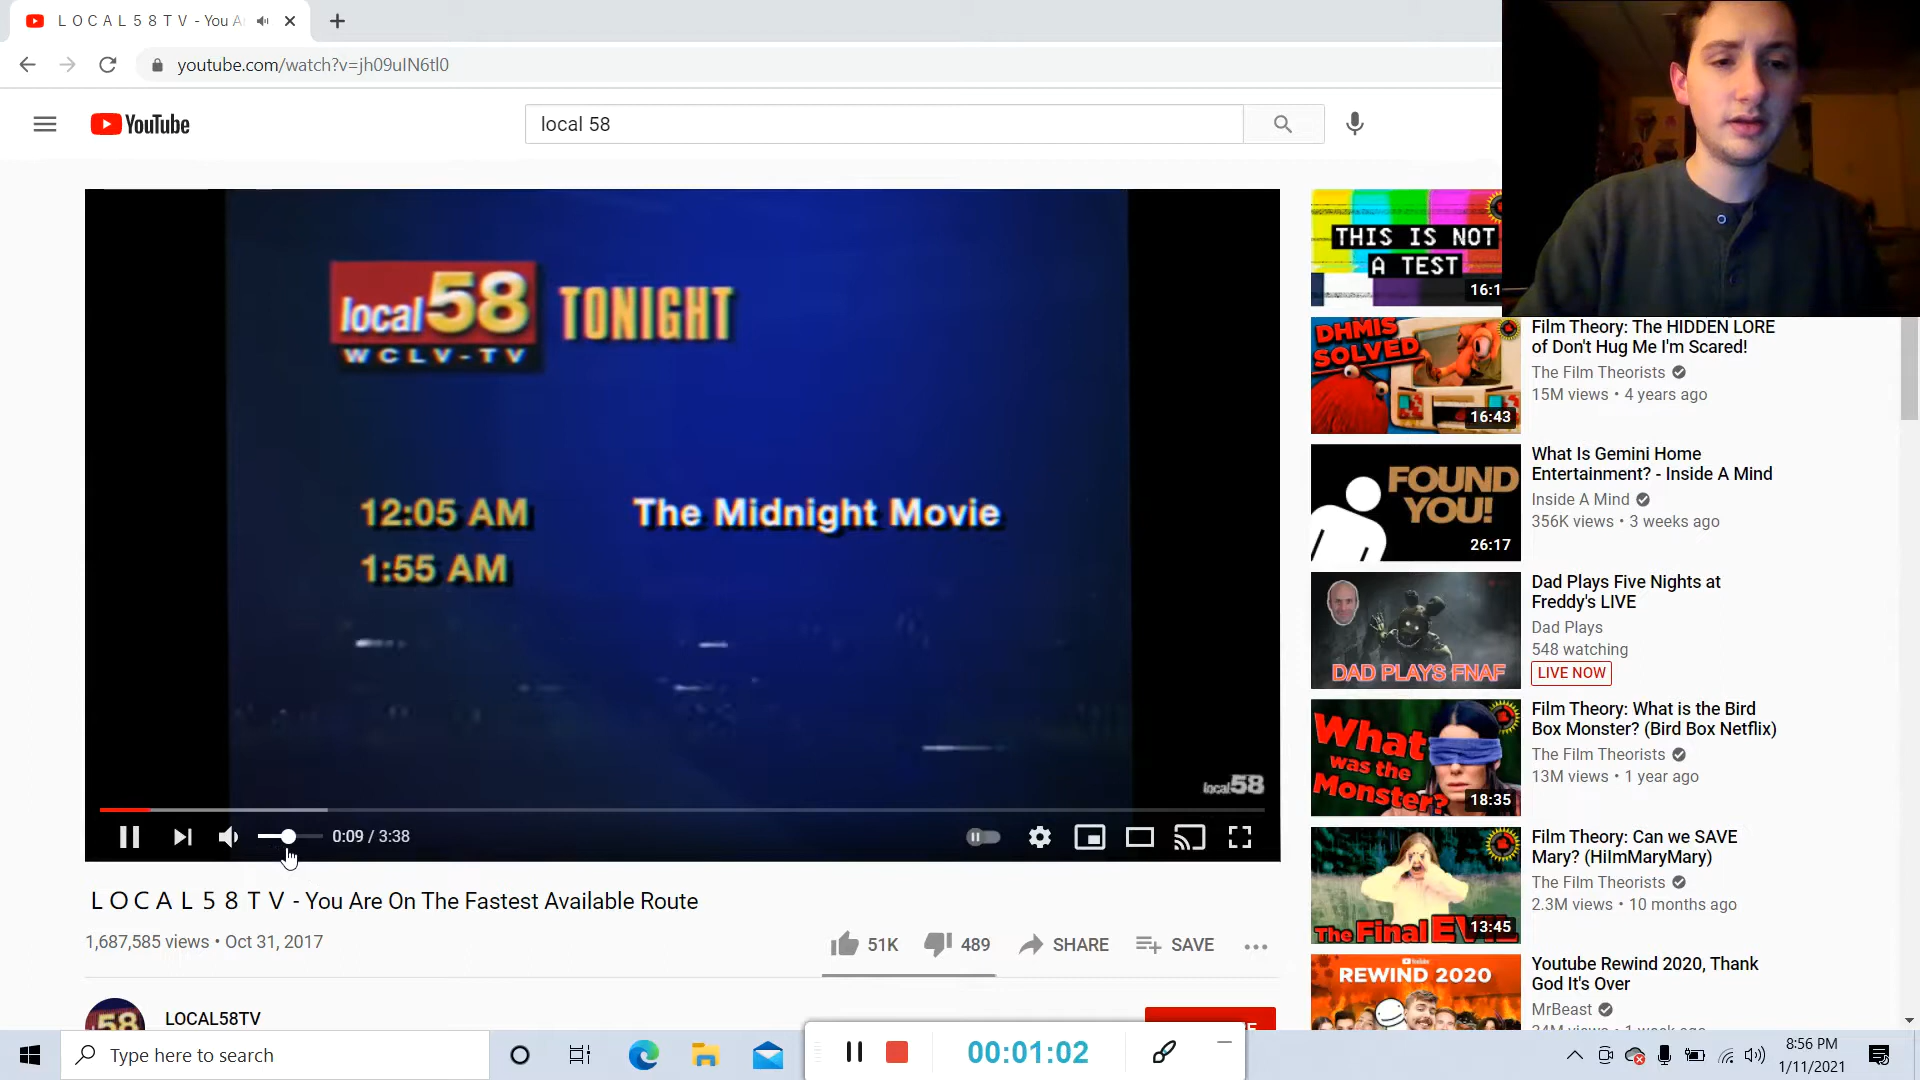 L O C A L 5 8 T V - You A
youtube.com/watch?v=jh09uIN6tl0
YouTube
local 58
local 58 TONIGHT
WCLV-TV
12:05 AM The Midnight Movie
1:55 AM
local 58
0:09 / 3:38
L O C A L 5 8 T V - You Are On The Fastest Available Route
1,687,585 views • Oct 31, 2017
51K
489
SHARE
SAVE
58
LOCAL58TV
THIS IS NOT
A TEST
16:1
DHMIS
SOLVED
16:43
Film Theory: The HIDDEN LORE
of Don't Hug Me I'm Scared!
The Film Theorists
15M views • 4 years ago
FOUND
YOU!
26:17
What Is Gemini Home
Entertainment? - Inside A Mind
Inside A Mind
356K views • 3 weeks ago
DAD PLAYS FNAF
Dad Plays Five Nights at
Freddy's LIVE
Dad Plays
548 watching
LIVE NOW
What
was the
Monster?
18:35
Film Theory: What is the Bird
Box Monster? (Bird Box Netflix)
The Film Theorists
13M views • 1 year ago
The Final
13:45
Film Theory: Can we SAVE
Mary? (HiImMaryMary)
The Film Theorists
2.3M views • 10 months ago
YouTube
REWIND 2020
Youtube Rewind 2020, Thank
God It's Over
MrBeast
Type here to search
00:01:02
8:56 PM
1/11/2021